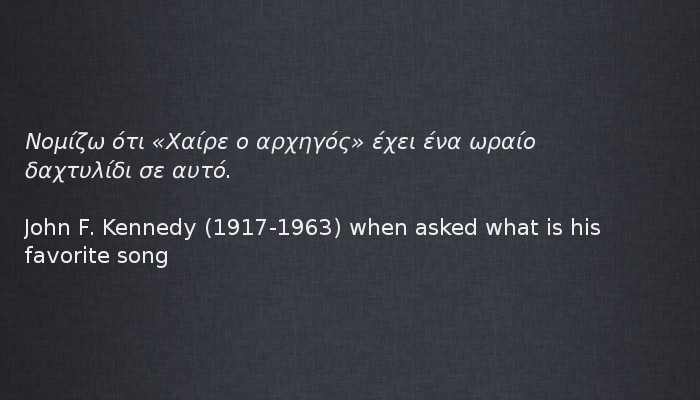 Νομίζω ότι «Χαίρε ο αρχηγός» έχει ένα ωραίο
δαχτυλίδι σε αυτό.
John F. Kennedy (1917-1963) when asked what is his
favorite song